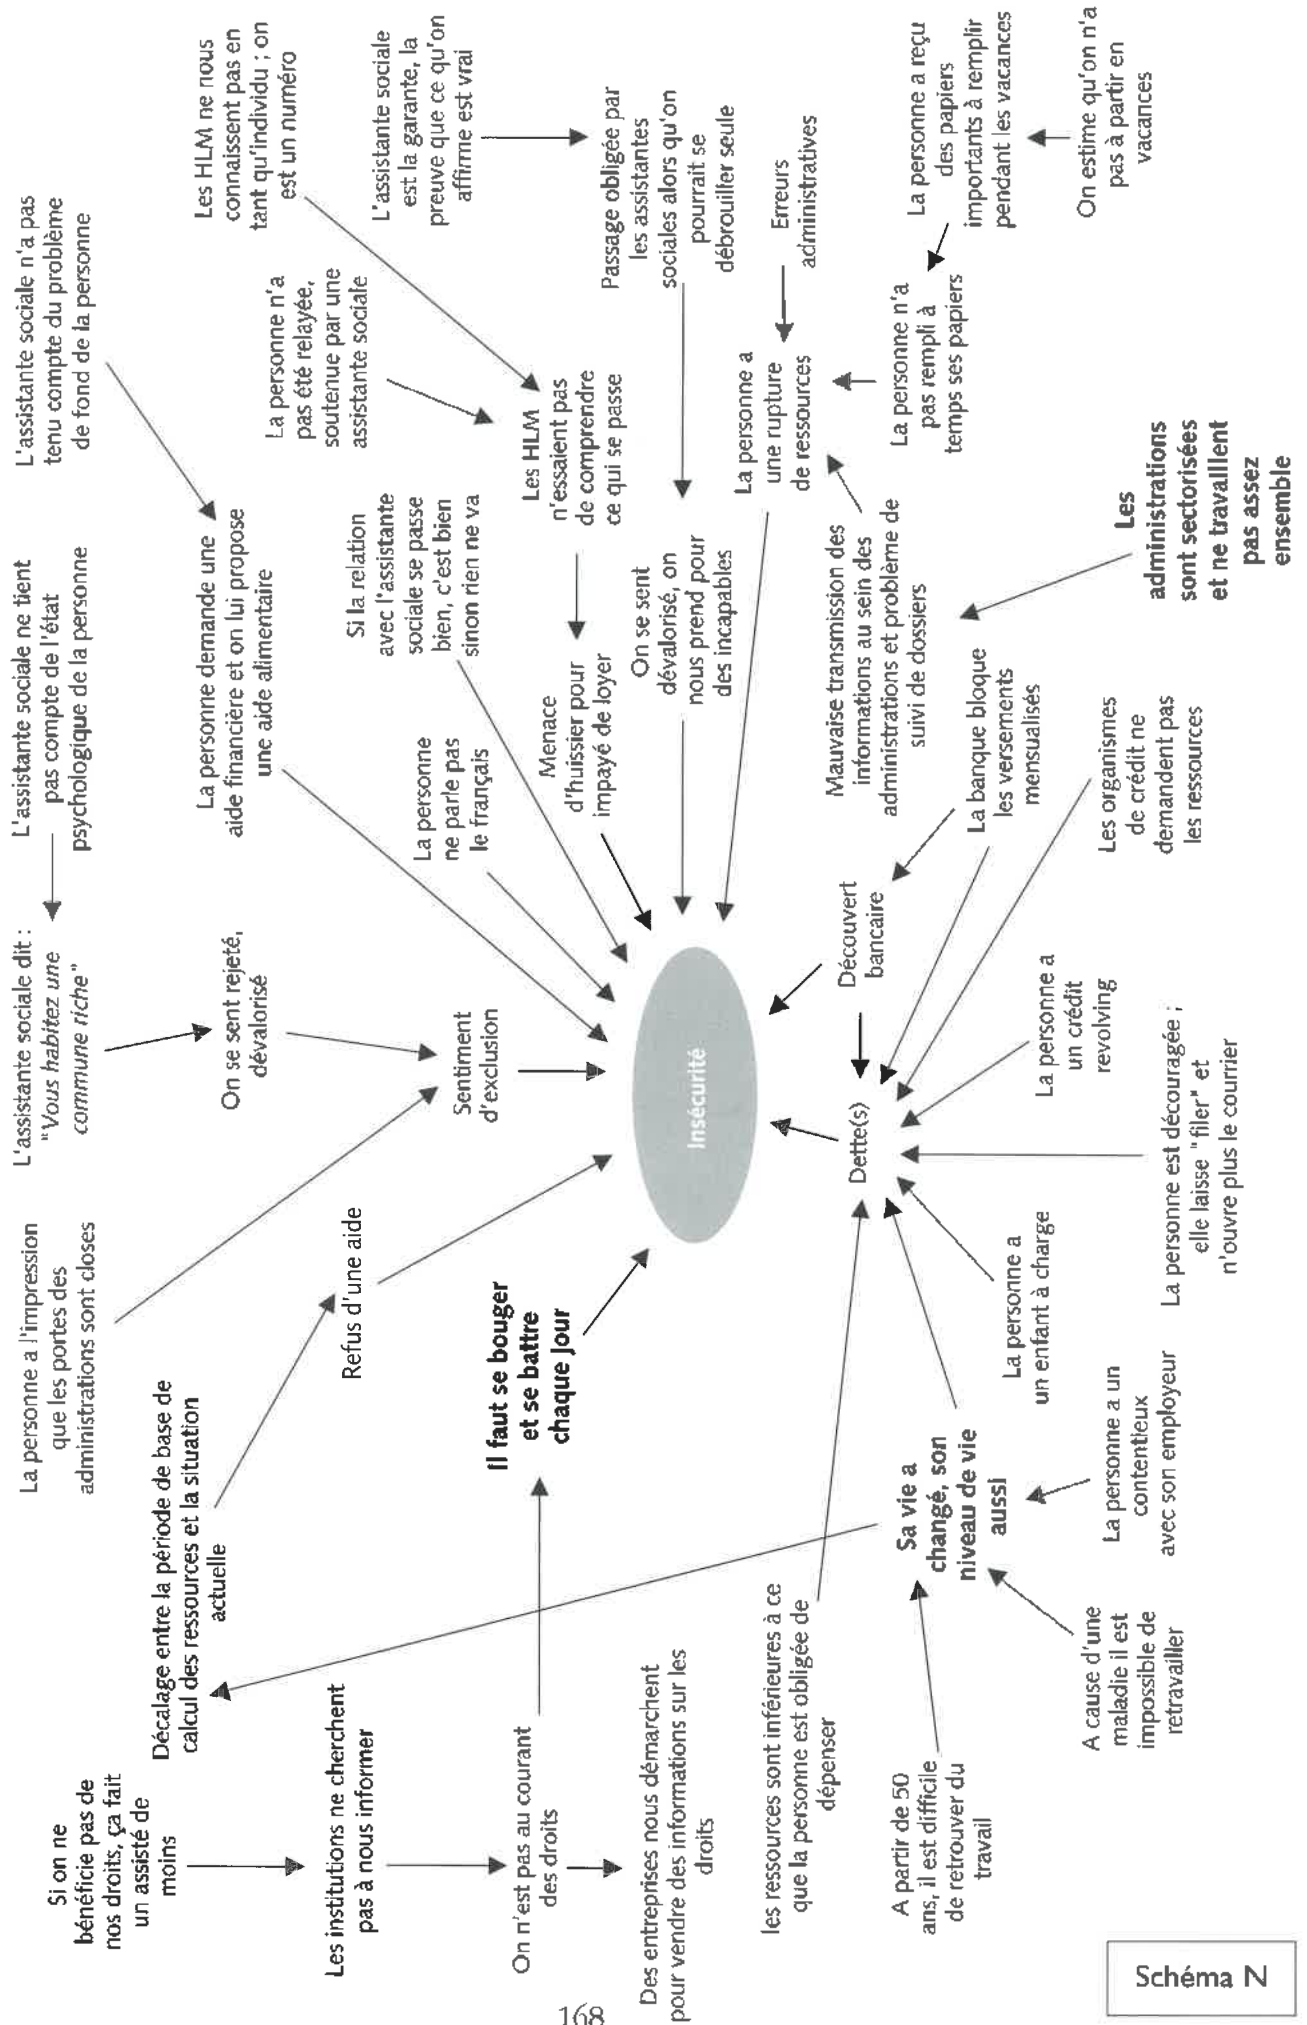 Si on ne
bénéficie pas de
nos droits, ça fait
un assisté de
moins
Les institutions ne cherchent
pas à nous informer
On n'est pas au courant
des droits
Des entreprises nous démarchent
pour vendre des informations sur les
droits
La personne a l'impression
que les portes des
administrations sont closes
Décalage entre la période de base de
calcul des ressources et la situation
actuelle
Refus d'une aide
Il faut se bouger
et se battre
chaque jour
L'assistante sociale dit :
"Vous habitez une
commune riche"
On se sent rejeté,
dévalorisé
Sentiment
d'exclusion
L'assistante sociale ne tient
pas compte de l'état
psychologique de la personne
L'assistante sociale n'a pas
tenu compte du problème
de fond de la personne
La personne demande une
aide financière et on lui propose
une aide alimentaire
La personne
ne parle pas
le français
Si la relation
avec l'assistante
sociale se passe
bien, c'est bien
sinon rien ne va
La personne n'a
pas été relayée,
soutenue par une
assistante sociale
Les HLM ne nous
connaissent pas en
tant qu'individu ; on
est un numéro
L'assistante sociale
est la garante, la
preuve que ce qu'on
affirme est vrai
Les HLM
n'essaient pas
de comprendre
ce qui se passe
Menace
d'huissier pour
impayé de loyer
Passage obligée par
les assistantes
sociales alors qu'on
pourrait se
débrouiller seule
On se sent
dévalorisé, on
nous prend pour
des incapables
Insécurité
La personne a
une rupture
de ressources
Erreurs
administratives
La personne n'a
pas rempli à
temps ses papiers
La personne a reçu
des papiers
importants à remplir
pendant les vacances
On estime qu'on n'a
pas à partir en
vacances
Mauvaise transmission des
informations au sein des
administrations et problème de
suivi de dossiers
Les
administrations
sont sectorisées
et ne travaillent
pas assez
ensemble
Découvert
bancaire
La banque bloque
les versements
mensualisés
Les organismes
de crédit ne
demandent pas
les ressources
Dette(s)
La personne a
un crédit
revolving
La personne est découragée ;
elle laisse "filer" et
n'ouvre plus le courrier
La personne a
un enfant à charge
les ressources sont inférieures à ce
que la personne est obligée de
dépenser
Sa vie a
changé, son
niveau de vie
aussi
La personne a un
contentieux
avec son employeur
A cause d'une
maladie il est
impossible de
retravailler
A partir de 50
ans, il est difficile
de retrouver du
travail
Schéma N
168